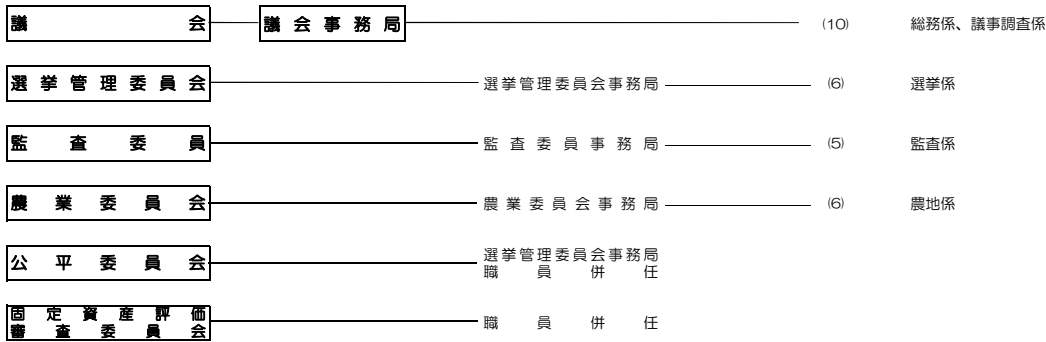 議会 議会事務局 (10) 総務係、議事調査係
選挙管理委員会 選挙管理委員会事務局 (6) 選挙係
監査委員 監査委員事務局 (5) 監査係
農業委員会 農業委員会事務局 (6) 農地係
公平委員会 選挙管理委員会事務局
職員併任
固定資産評価
審査委員会 職員併任